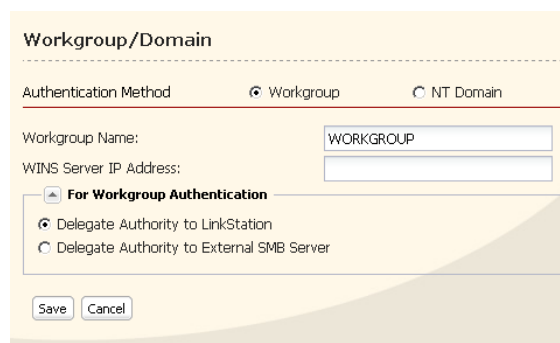 Workgroup/Domain
Authentication Method Workgroup NT Domain
Workgroup Name: WORKGROUP
WINS Server IP Address:
For Workgroup Authentication
Delegate Authority to LinkStation
Delegate Authority to External SMB Server
Save Cancel